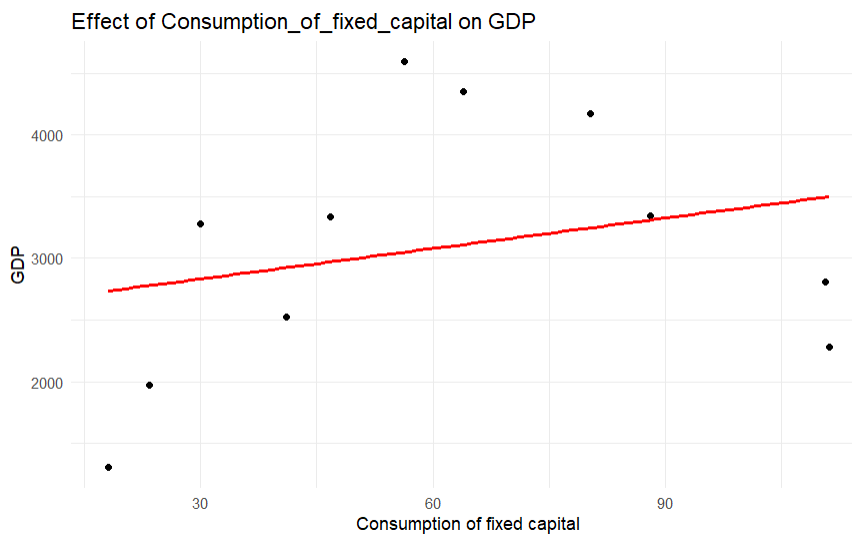 Effect of Consumption_of_fixed_capital on GDP
4000
3000
2000
GDP
30 60 90
Consumption of fixed capital